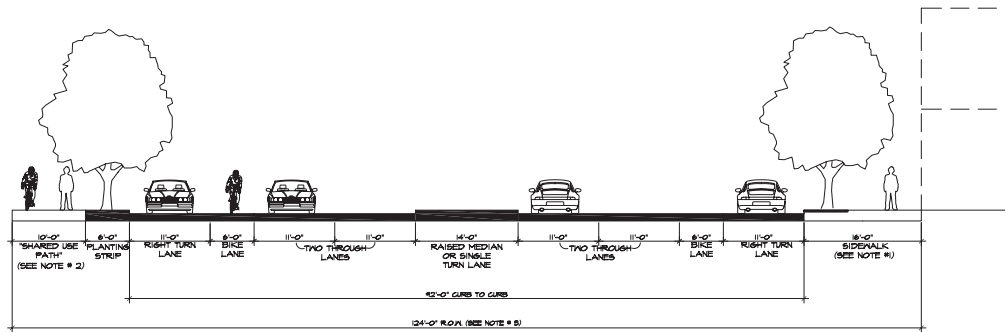 10'-0" 6'-0" 11'-0" 6'-0" 11'-0" 11'-0" 14'-0" 11'-0" 11'-0" 6'-0" 11'-0" 16'-0"
"SHARED USE PATH" (SEE NOTE # 2)
PLANTING STRIP
RIGHT TURN LANE
BIKE LANE
TWO THROUGH LANES
RAISED MEDIAN OR SINGLE TURN LANE
TWO THROUGH LANES
BIKE LANE
RIGHT TURN LANE
SIDEWALK (SEE NOTE #1)
92'-0" CURB TO CURB
124'-0" R.O.W. (SEE NOTE # 5)